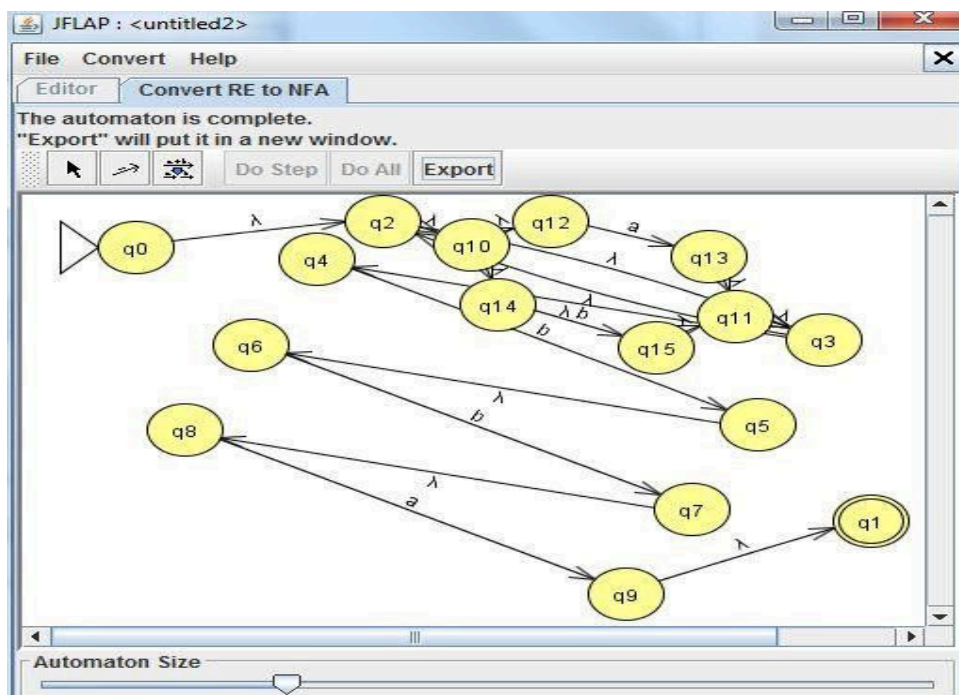 JFLAP : <untitled2>
File Convert Help
Editor Convert RE to NFA
The automaton is complete.
"Export" will put it in a new window.
Do Step Do All Export
q0
λ
q2
q10
q12
a
q13
q4
λ
q14
λ
λ b
q11
q15
q3
b
q6
λ
q5
b
q8
λ
q7
a
q1
λ
q9
Automaton Size